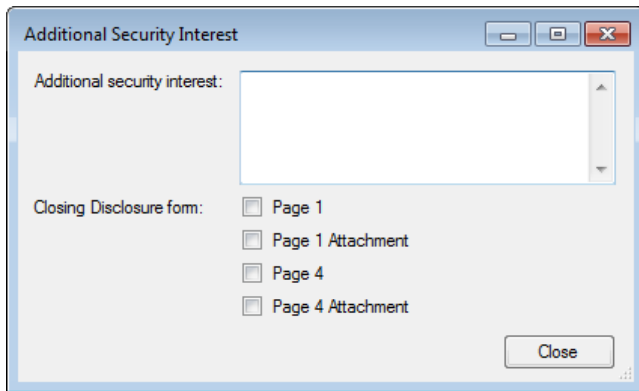 Additional Security Interest
Additional security interest:
Closing Disclosure form:
Page 1
Page 1 Attachment
Page 4
Page 4 Attachment
Close